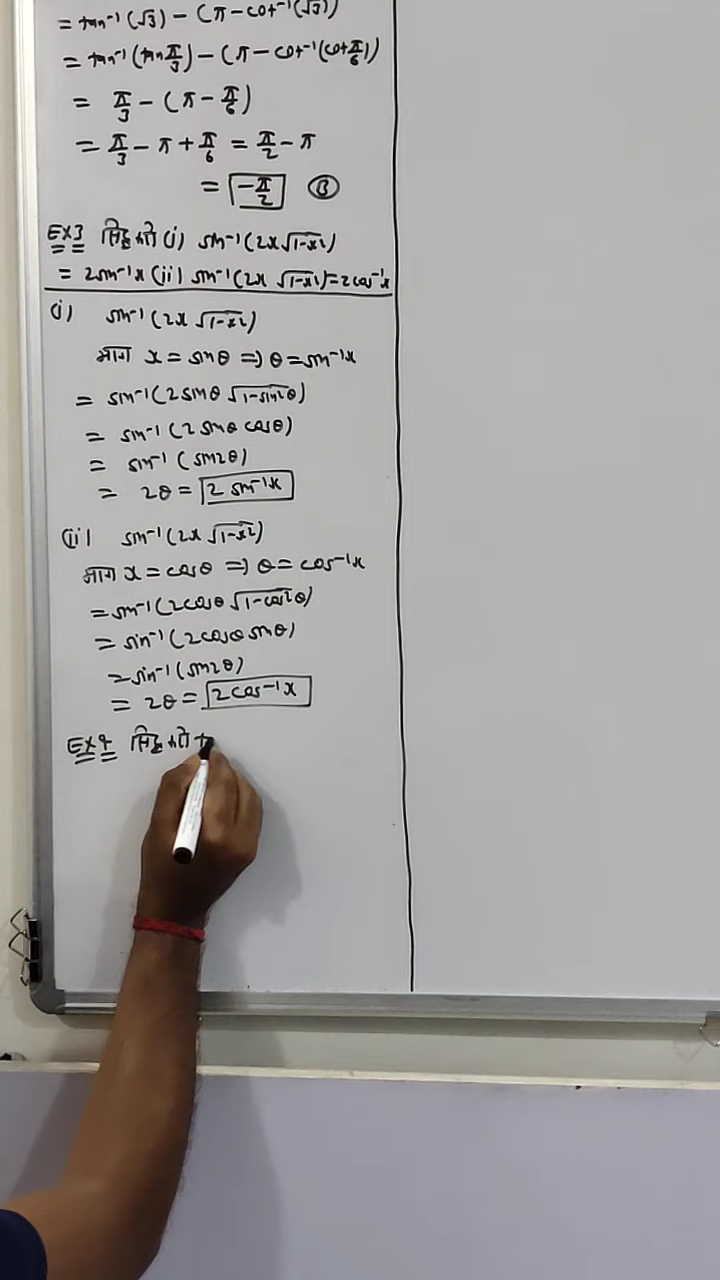 = tan⁻¹(√3) − (π − cot⁻¹(√3))
= tan⁻¹(tan π/3) − (π − cot⁻¹(cot π/6))
= π/3 − (π − π/6)
= π/3 − π + π/6 = π/2 − π
= −π/2 (B)
EX3 सिद्ध करो (i) sin⁻¹(2x√1−x²)
= 2sin⁻¹x (ii) sin⁻¹(2x √1−x²) = 2cos⁻¹x
(i) sin⁻¹(2x √1−x²)
माना x = sinθ ⇒ θ = sin⁻¹x
= sin⁻¹(2sinθ √1−sin²θ)
= sin⁻¹(2sinθ cosθ)
= sin⁻¹(sin2θ)
= 2θ = 2 sin⁻¹x
(ii) sin⁻¹(2x √1−x²)
माना x = cosθ ⇒ θ = cos⁻¹x
= sin⁻¹(2cosθ √1−cos²θ)
= sin⁻¹(2cosθ sinθ)
= sin⁻¹(sin2θ)
= 2θ = 2cos⁻¹x
EX4 सिद्ध करो